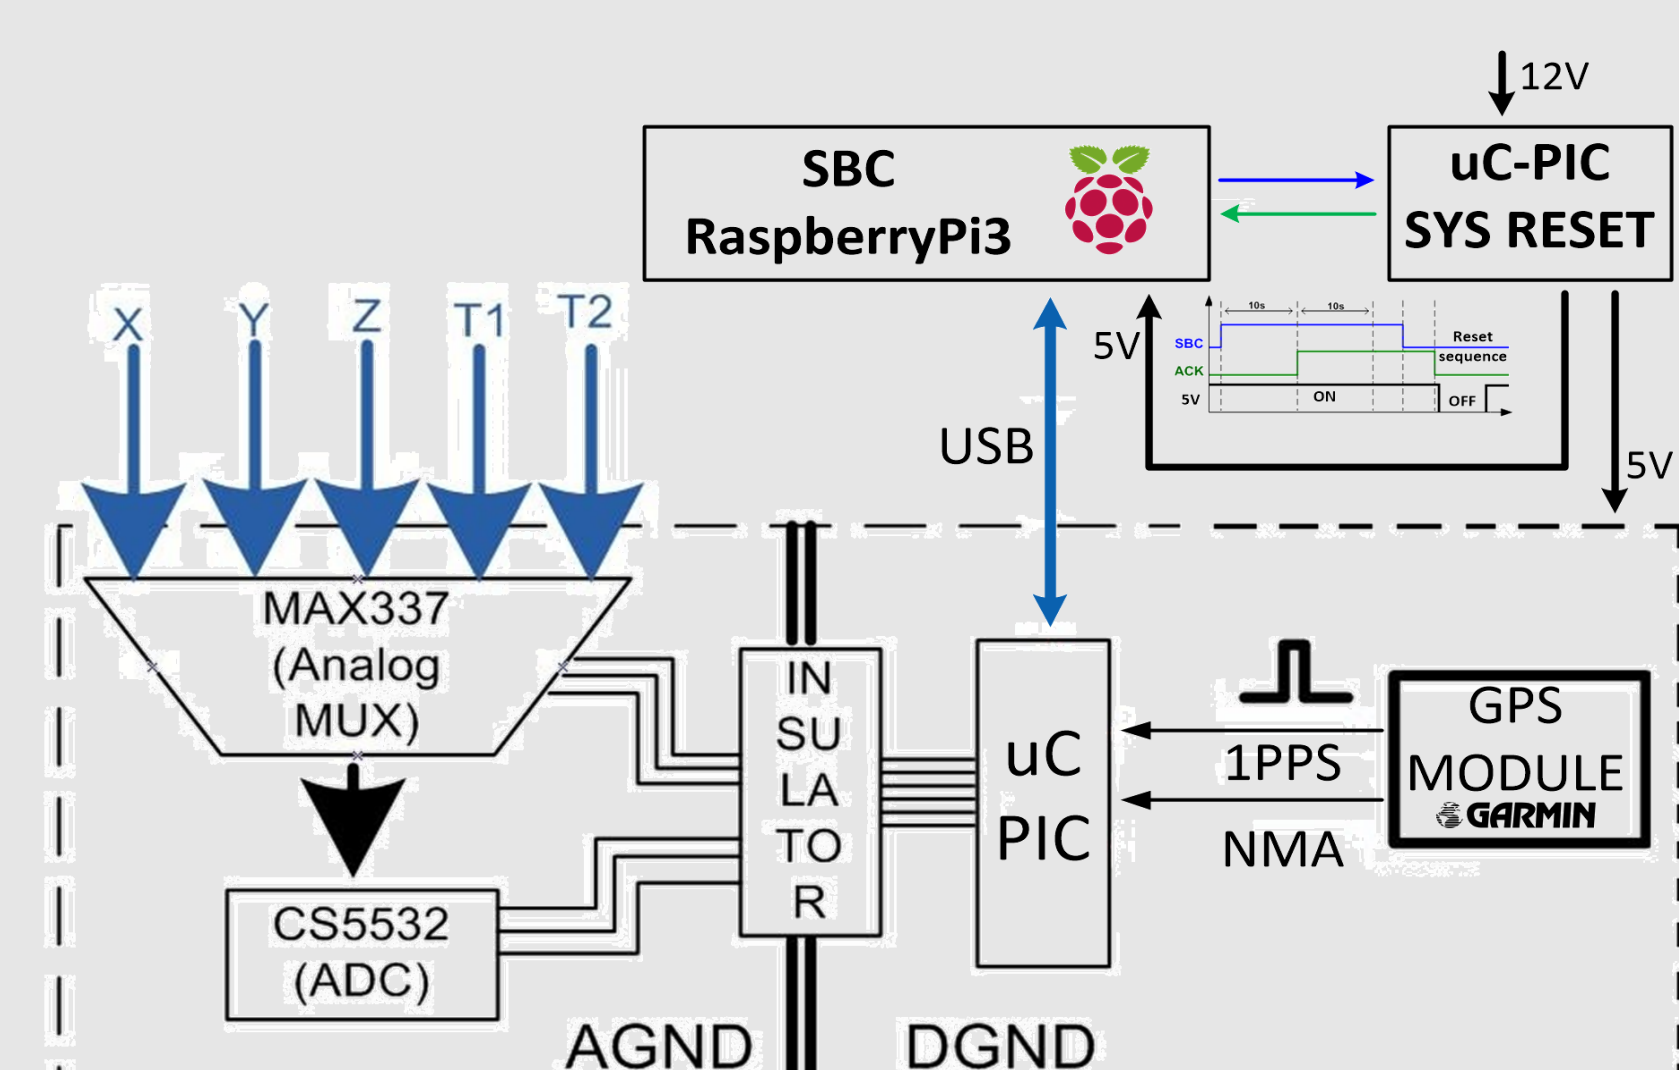 12V
SBC
RaspberryPi3
uC-PIC
SYS RESET
X
Y
Z
T1
T2
5V
10s
10s
SBC
Reset
sequence
ACK
5V
ON
OFF
USB
5V
MAX337
(Analog
MUX)
IN
SU
LA
TO
R
uC
PIC
1PPS
NMA
GPS
MODULE
GARMIN
CS5532
(ADC)
AGND
DGND